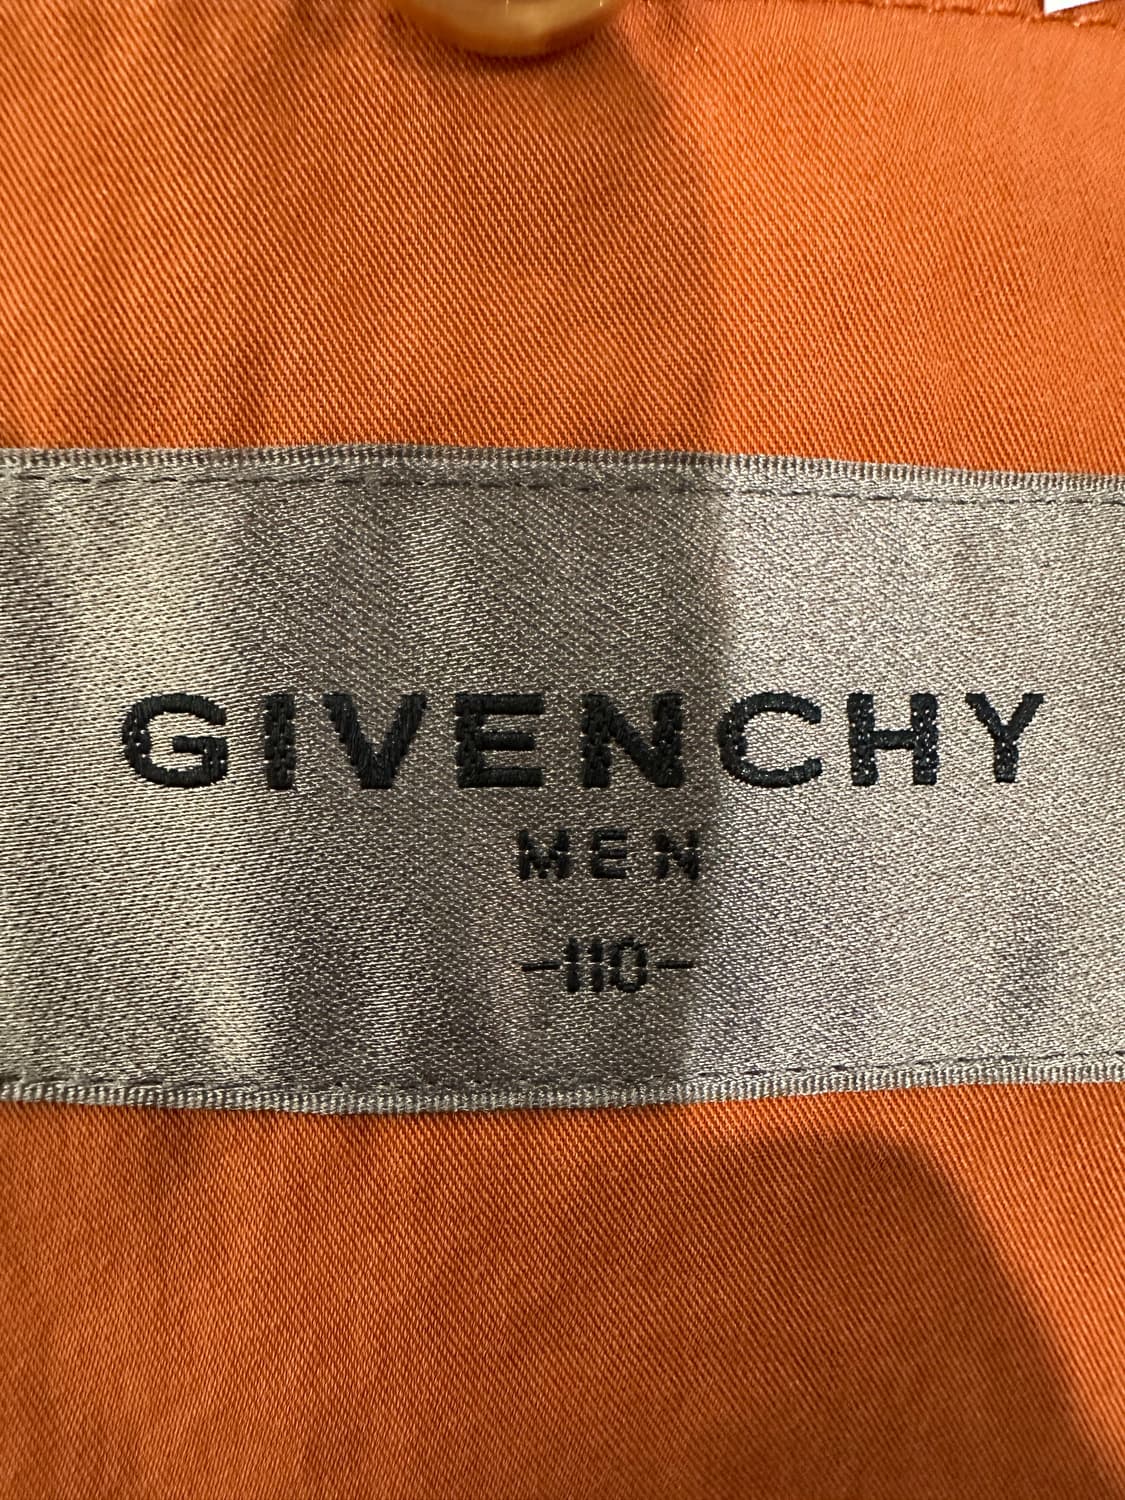 GIVENCHY
MEN
-110-